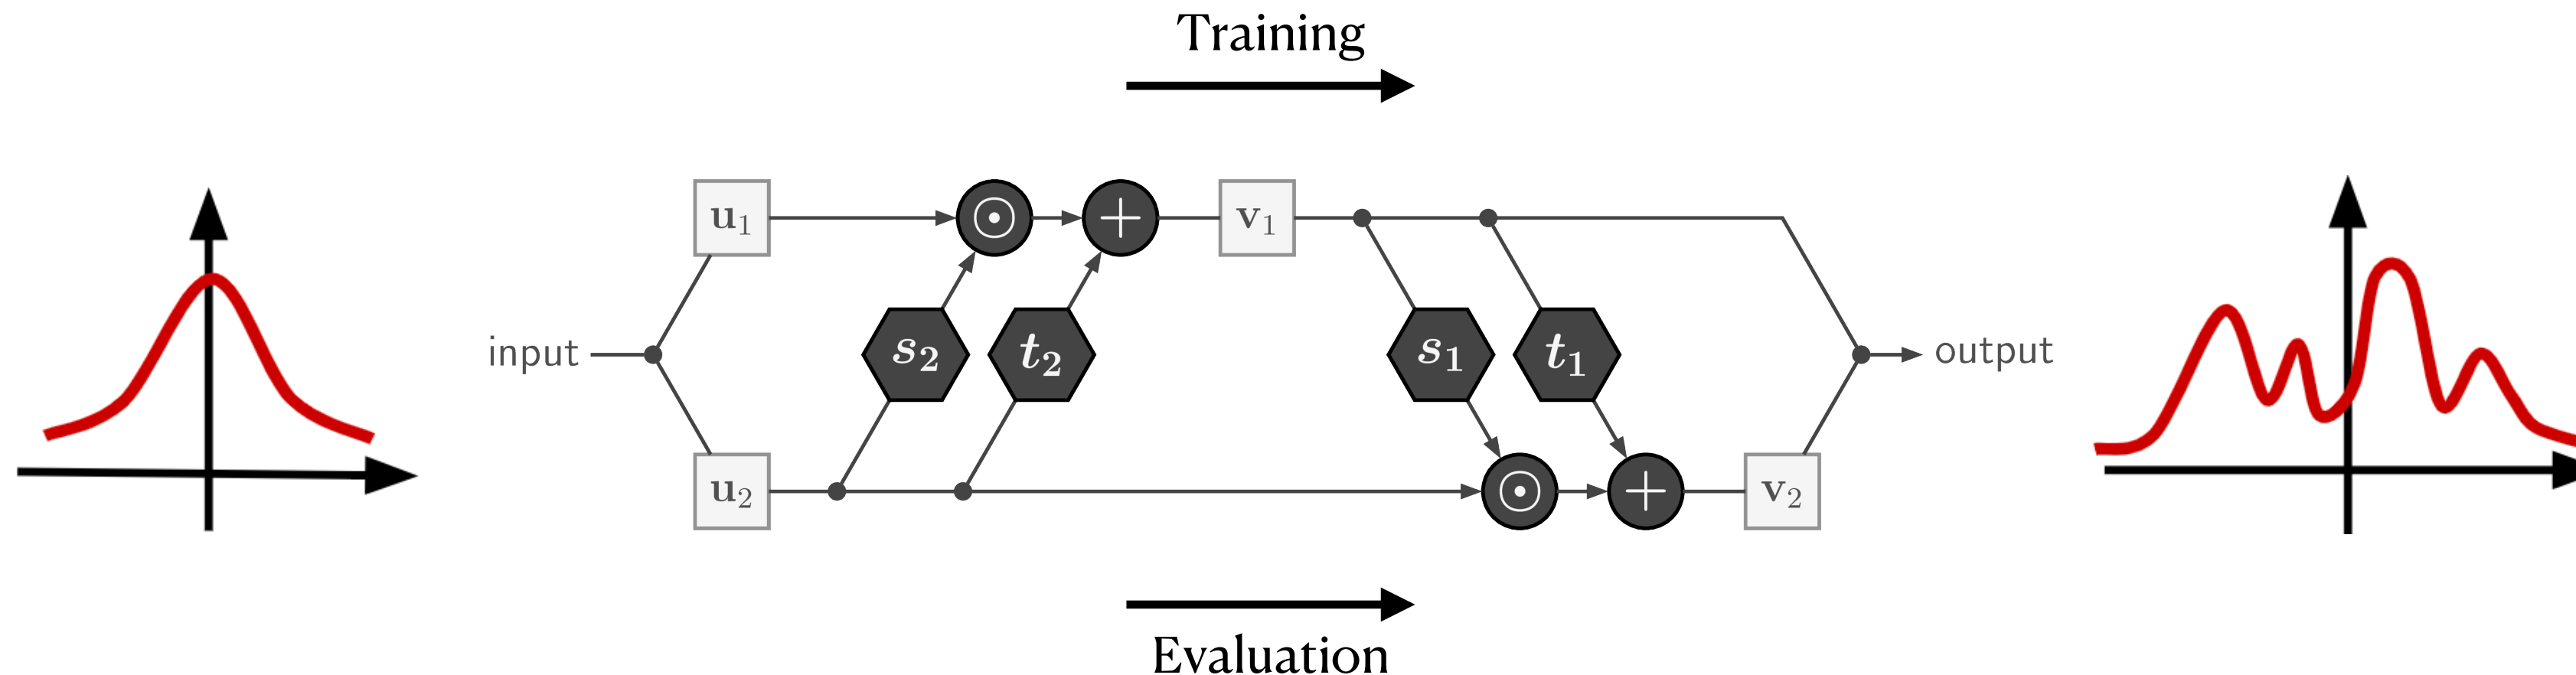 Training
u₁ ⊙ + v₁
input s₂ t₂ s₁ t₁ output
u₂ ⊙ + v₂
Evaluation